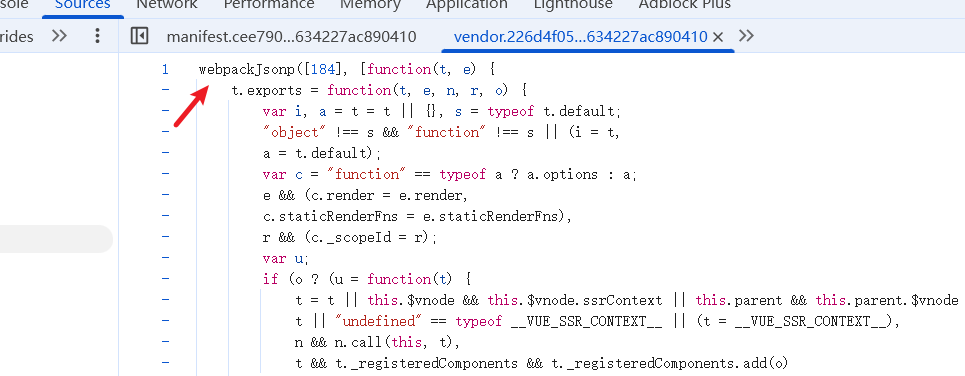 sole Sources Network Performance Memory Application Lighthouse Adblock Plus
rides manifest.cee790...634227ac890410 vendor.226d4f05...634227ac890410 ×
1 webpackJsonp([184], [function(t, e) {
- t.exports = function(t, e, n, r, o) {
- var i, a = t = t || {}, s = typeof t.default;
- "object" !== s && "function" !== s || (i = t,
- a = t.default);
- var c = "function" == typeof a ? a.options : a;
- e && (c.render = e.render,
- c.staticRenderFns = e.staticRenderFns),
- r && (c._scopeId = r);
- var u;
- if (o ? (u = function(t) {
- t = t || this.$vnode && this.$vnode.ssrContext || this.parent && this.parent.$vnode
- t || "undefined" == typeof __VUE_SSR_CONTEXT__ || (t = __VUE_SSR_CONTEXT__),
- n && n.call(this, t),
- t && t._registeredComponents && t._registeredComponents.add(o)